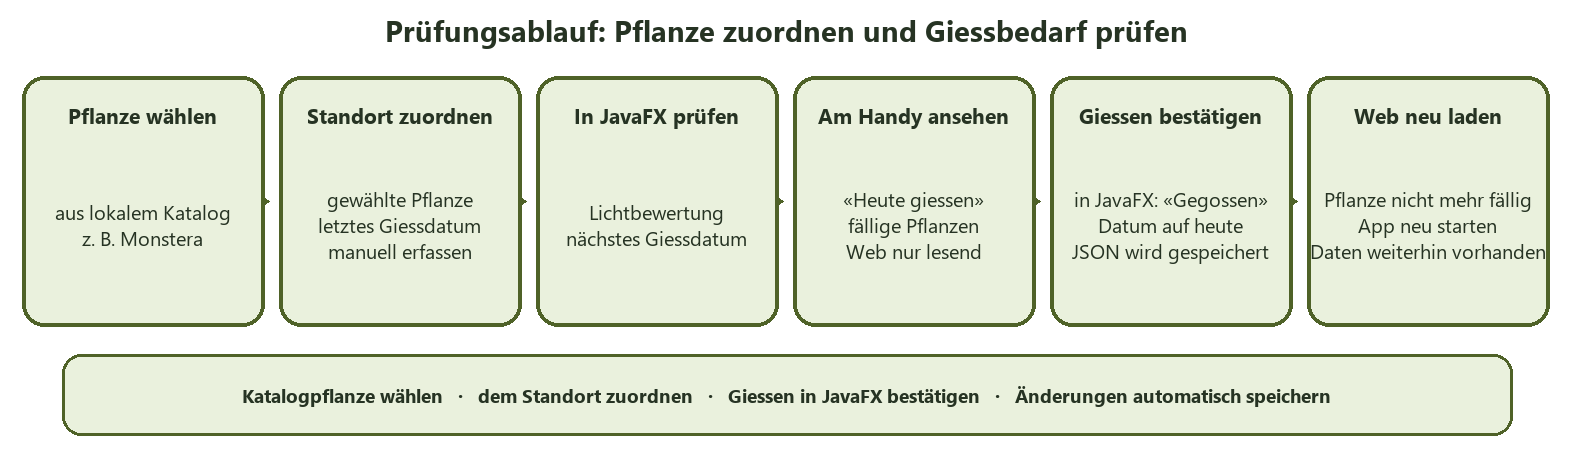 Prüfungsablauf: Pflanze zuordnen und Giessbedarf prüfen
Pflanze wählen
aus lokalem Katalog
z. B. Monstera
Standort zuordnen
gewählte Pflanze
letztes Giessdatum
manuell erfassen
In JavaFX prüfen
Lichtbewertung
nächstes Giessdatum
Am Handy ansehen
«Heute giessen»
fällige Pflanzen
Web nur lesend
Giessen bestätigen
in JavaFX: «Gegossen»
Datum auf heute
JSON wird gespeichert
Web neu laden
Pflanze nicht mehr fällig
App neu starten
Daten weiterhin vorhanden
Katalogpflanze wählen · dem Standort zuordnen · Giessen in JavaFX bestätigen · Änderungen automatisch speichern